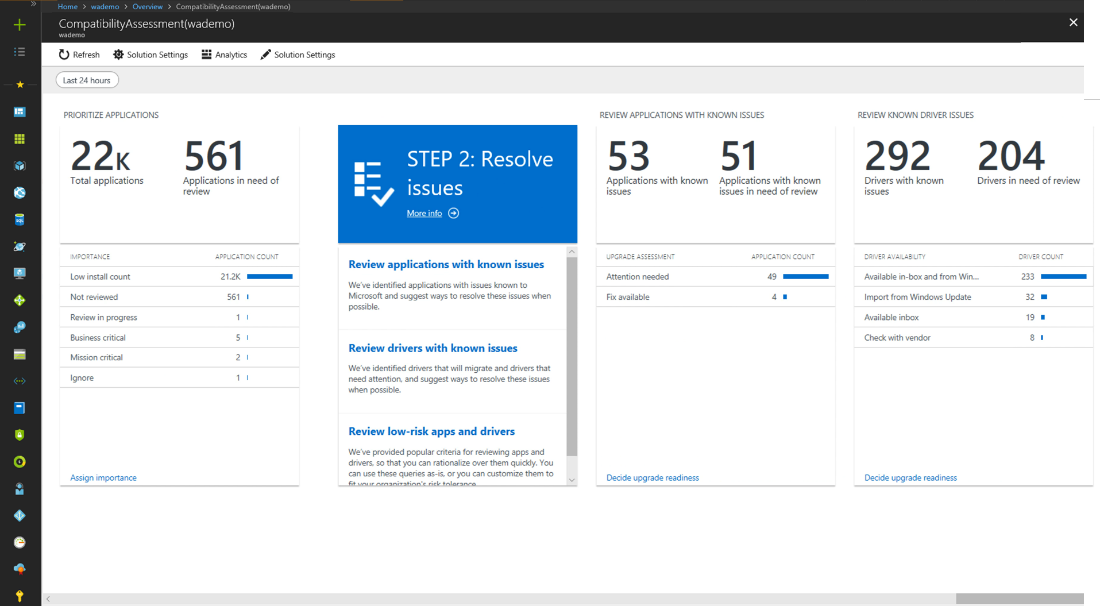 Home > wademo > Overview > CompatibilityAssessment(wademo)
CompatibilityAssessment(wademo)
wademo
Refresh Solution Settings Analytics Solution Settings
Last 24 hours
PRIORITIZE APPLICATIONS
22K 561
Total applications Applications in need of
review
IMPORTANCE APPLICATION COUNT
Low install count 21.2K
Not reviewed 561
Review in progress 1
Business critical 5
Mission critical 2
Ignore 1
Assign importance
STEP 2: Resolve
issues
More info
Review applications with known issues
We've identified applications with issues known to
Microsoft and suggest ways to resolve these issues when
possible.
Review drivers with known issues
We've identified drivers that will migrate and drivers that
need attention, and suggest ways to resolve these issues
when possible.
Review low-risk apps and drivers
We've provided popular criteria for reviewing apps and
drivers, so that you can rationalize over them quickly. You
can use these queries as-is, or you can customize them to
fit your organization's risk tolerance.
REVIEW APPLICATIONS WITH KNOWN ISSUES
53 51
Applications with known Applications with known
issues issues in need of review
UPGRADE ASSESSMENT APPLICATION COUNT
Attention needed 49
Fix available 4
Decide upgrade readiness
REVIEW KNOWN DRIVER ISSUES
292 204
Drivers with known Drivers in need of review
issues
DRIVER AVAILABILITY DRIVER COUNT
Available in-box and from Win... 233
Import from Windows Update 32
Available inbox 19
Check with vendor 8
Decide upgrade readiness